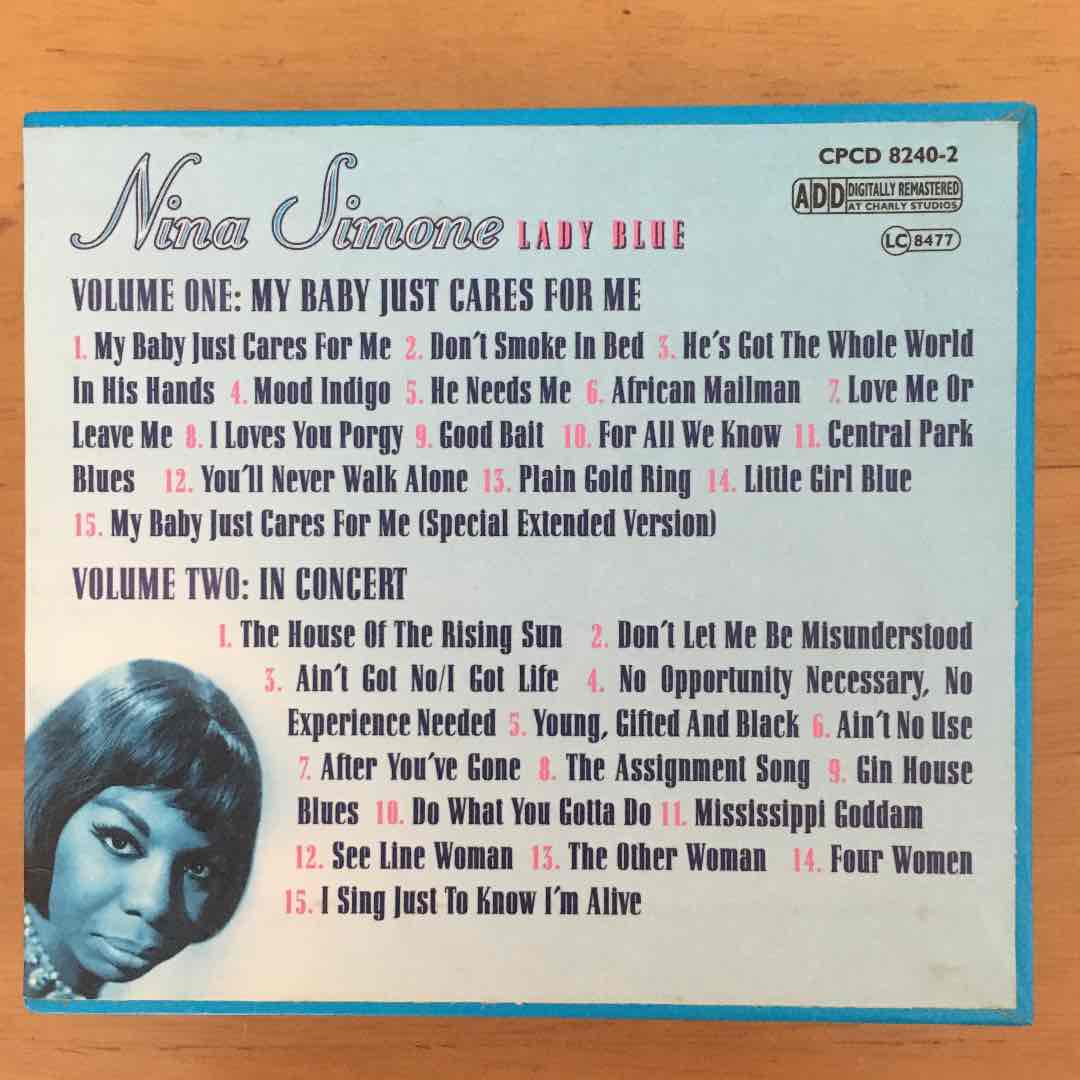 CPCD 8240-2
ADD DIGITALLY REMASTERED
AT CHARLY STUDIOS
LC 8477
Nina Simone LADY BLUE
VOLUME ONE: MY BABY JUST CARES FOR ME
1. My Baby Just Cares For Me 2. Don't Smoke In Bed 3. He's Got The Whole World
In His Hands 4. Mood Indigo 5. He Needs Me 6. African Mailman 7. Love Me Or
Leave Me 8. I Loves You Porgy 9. Good Bait 10. For All We Know 11. Central Park
Blues 12. You'll Never Walk Alone 13. Plain Gold Ring 14. Little Girl Blue
15. My Baby Just Cares For Me (Special Extended Version)
VOLUME TWO: IN CONCERT
1. The House Of The Rising Sun 2. Don't Let Me Be Misunderstood
3. Ain't Got No/I Got Life 4. No Opportunity Necessary, No
Experience Needed 5. Young, Gifted And Black 6. Ain't No Use
7. After You've Gone 8. The Assignment Song 9. Gin House
Blues 10. Do What You Gotta Do 11. Mississippi Goddam
12. See Line Woman 13. The Other Woman 14. Four Women
15. I Sing Just To Know I'm Alive